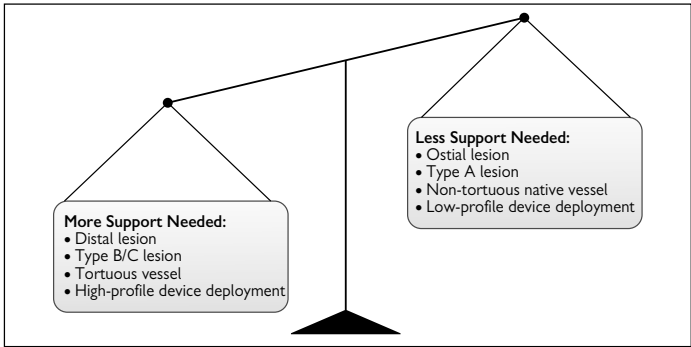 Less Support Needed:
• Ostial lesion
• Type A lesion
• Non-tortuous native vessel
• Low-profile device deployment
More Support Needed:
• Distal lesion
• Type B/C lesion
• Tortuous vessel
• High-profile device deployment